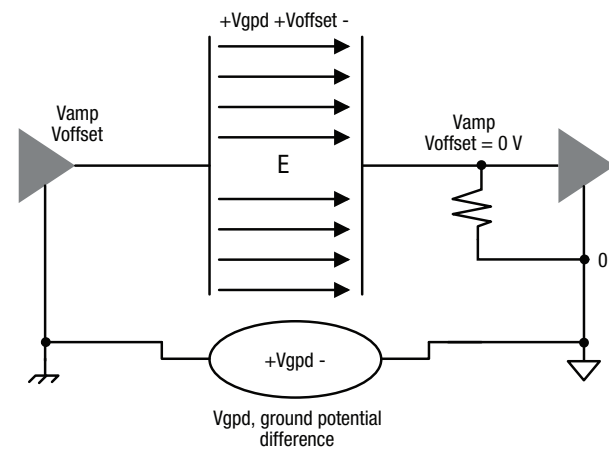 +Vgpd +Voffset -
Vamp
Voffset
Vamp
Voffset = 0 V
E
0
+Vgpd -
Vgpd, ground potential
difference